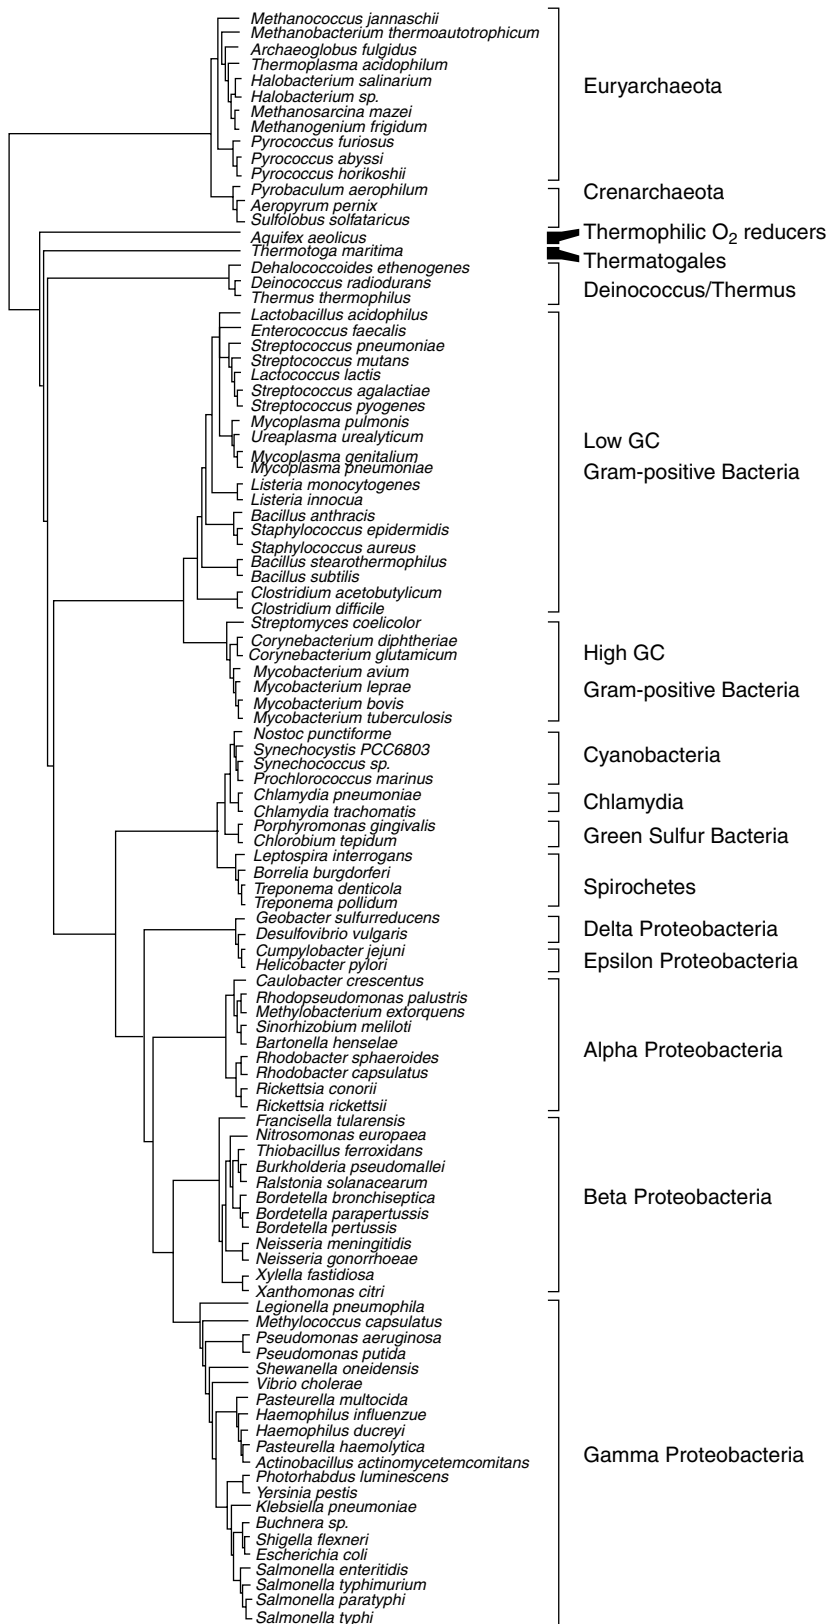 Methanococcus jannaschii
Methanobacterium thermoautotrophicum
Archaeoglobus fulgidus
Thermoplasma acidophilum
Halobacterium salinarium
Halobacterium sp.
Methanosarcina mazei
Methanogenium frigidum
Pyrococcus furiosus
Pyrococcus abyssi
Pyrococcus horikoshii
Euryarchaeota
Pyrobaculum aerophilum
Aeropyrum pernix
Sulfolobus solfataricus
Crenarchaeota
Aquifex aeolicus
Thermophilic O2 reducers
Thermotoga maritima
Thermatogales
Dehalococcoides ethenogenes
Deinococcus radiodurans
Thermus thermophilus
Deinococcus/Thermus
Lactobacillus acidophilus
Enterococcus faecalis
Streptococcus pneumoniae
Streptococcus mutans
Lactococcus lactis
Streptococcus agalactiae
Streptococcus pyogenes
Mycoplasma pulmonis
Ureaplasma urealyticum
Mycoplasma genitalium
Mycoplasma pneumoniae
Listeria monocytogenes
Listeria innocua
Bacillus anthracis
Staphylococcus epidermidis
Staphylococcus aureus
Bacillus stearothermophilus
Bacillus subtilis
Clostridium acetobutylicum
Clostridium difficile
Low GC
Gram-positive Bacteria
Streptomyces coelicolor
Corynebacterium diphtheriae
Corynebacterium glutamicum
Mycobacterium avium
Mycobacterium leprae
Mycobacterium bovis
Mycobacterium tuberculosis
High GC
Gram-positive Bacteria
Nostoc punctiforme
Synechocystis PCC6803
Synechococcus sp.
Prochlorococcus marinus
Cyanobacteria
Chlamydia pneumoniae
Chlamydia trachomatis
Chlamydia
Porphyromonas gingivalis
Chlorobium tepidum
Green Sulfur Bacteria
Leptospira interrogans
Borrelia burgdorferi
Treponema denticola
Treponema pollidum
Spirochetes
Geobacter sulfurreducens
Desulfovibrio vulgaris
Delta Proteobacteria
Cumpylobacter jejuni
Helicobacter pylori
Epsilon Proteobacteria
Caulobacter crescentus
Rhodopseudomonas palustris
Methylobacterium extorquens
Sinorhizobium meliloti
Bartonella henselae
Rhodobacter sphaeroides
Rhodobacter capsulatus
Rickettsia conorii
Rickettsia rickettsii
Alpha Proteobacteria
Francisella tularensis
Nitrosomonas europaea
Thiobacillus ferroxidans
Burkholderia pseudomallei
Ralstonia solanacearum
Bordetella bronchiseptica
Bordetella parapertussis
Bordetella pertussis
Neisseria meningitidis
Neisseria gonorrhoeae
Xylella fastidiosa
Xanthomonas citri
Beta Proteobacteria
Legionella pneumophila
Methylococcus capsulatus
Pseudomonas aeruginosa
Pseudomonas putida
Shewanella oneidensis
Vibrio cholerae
Pasteurella multocida
Haemophilus influenzue
Haemophilus ducreyi
Pasteurella haemolytica
Actinobacillus actinomycetemcomitans
Photorhabdus luminescens
Yersinia pestis
Klebsiella pneumoniae
Buchnera sp.
Shigella flexneri
Escherichia coli
Salmonella enteritidis
Salmonella typhimurium
Salmonella paratyphi
Salmonella typhi
Gamma Proteobacteria